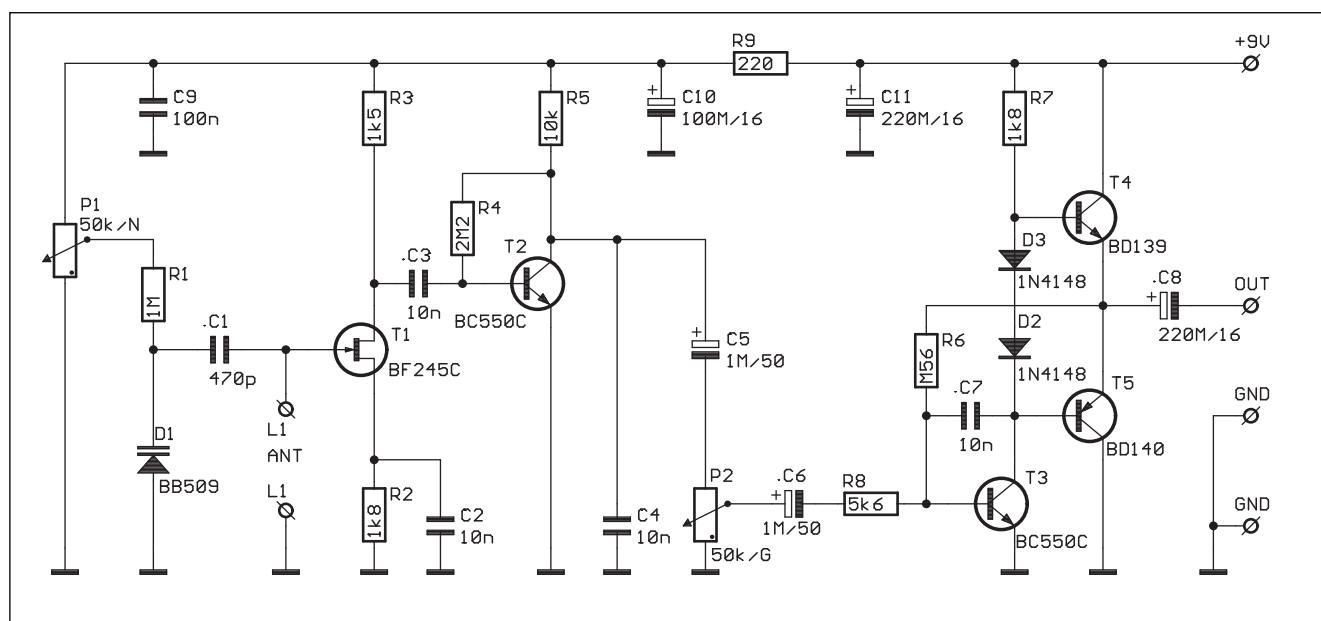 R9
220
+9V
C9
100n
R3
1k5
R5
10k
+
C10
100M/16
+
C11
220M/16
R7
1k8
P1
50k/N
R4
2M2
T4
BD139
R1
1M
.C3
10n
T2
BC550C
D3
1N4148
+
.C8
220M/16
OUT
.C1
470p
T1
BF245C
+
C5
1M/50
R6
M56
D2
1N4148
.C7
10n
T5
BD140
GND
L1
ANT
D1
BB509
L1
R2
1k8
C2
10n
C4
10n
P2
50k/G
+
.C6
1M/50
R8
5k6
T3
BC550C
GND